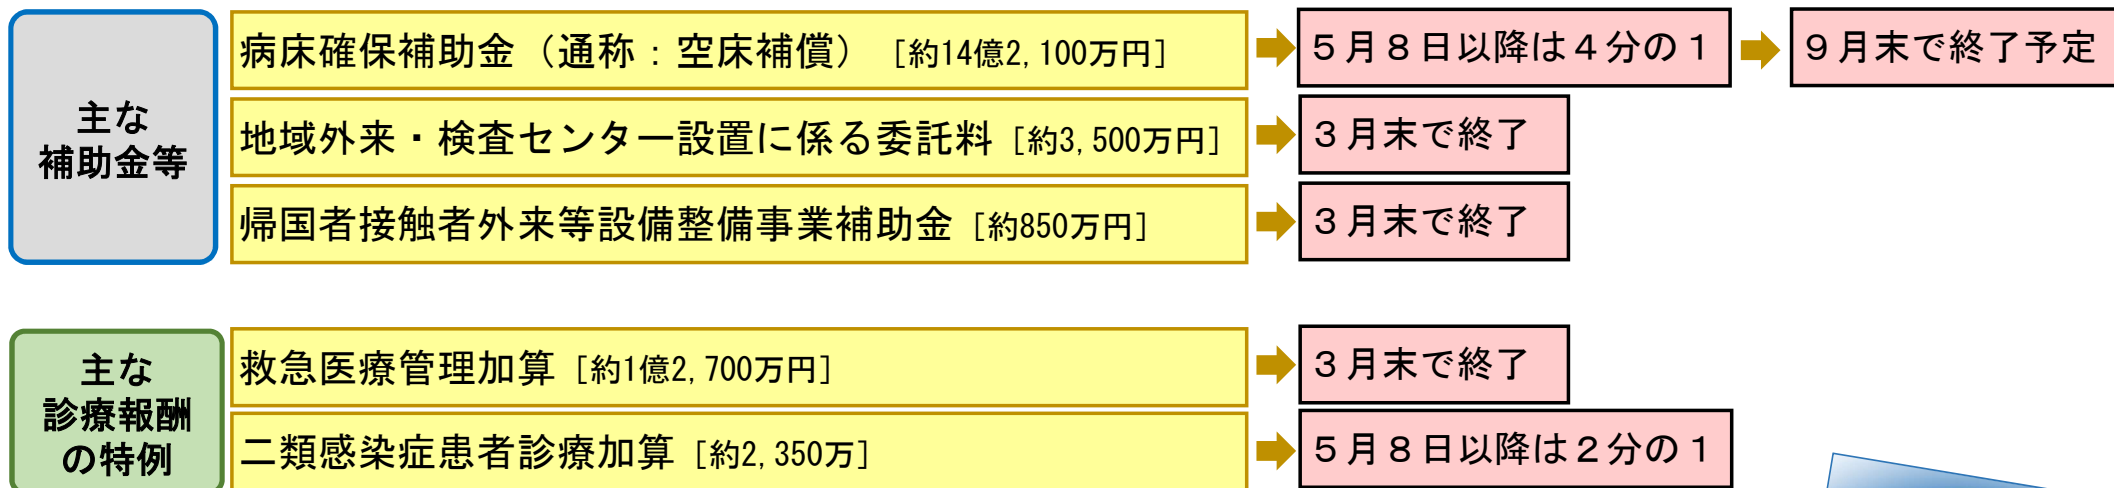 主な
補助金等
病床確保補助金（通称：空床補償）［約14億2,100万円］
５月８日以降は４分の１
９月末で終了予定
地域外来・検査センター設置に係る委託料［約3,500万円］
３月末で終了
帰国者接触者外来等設備整備事業補助金［約850万円］
３月末で終了
主な
診療報酬
の特例
救急医療管理加算［約1億2,700万円］
３月末で終了
二類感染症患者診療加算［約2,350万］
５月８日以降は２分の１